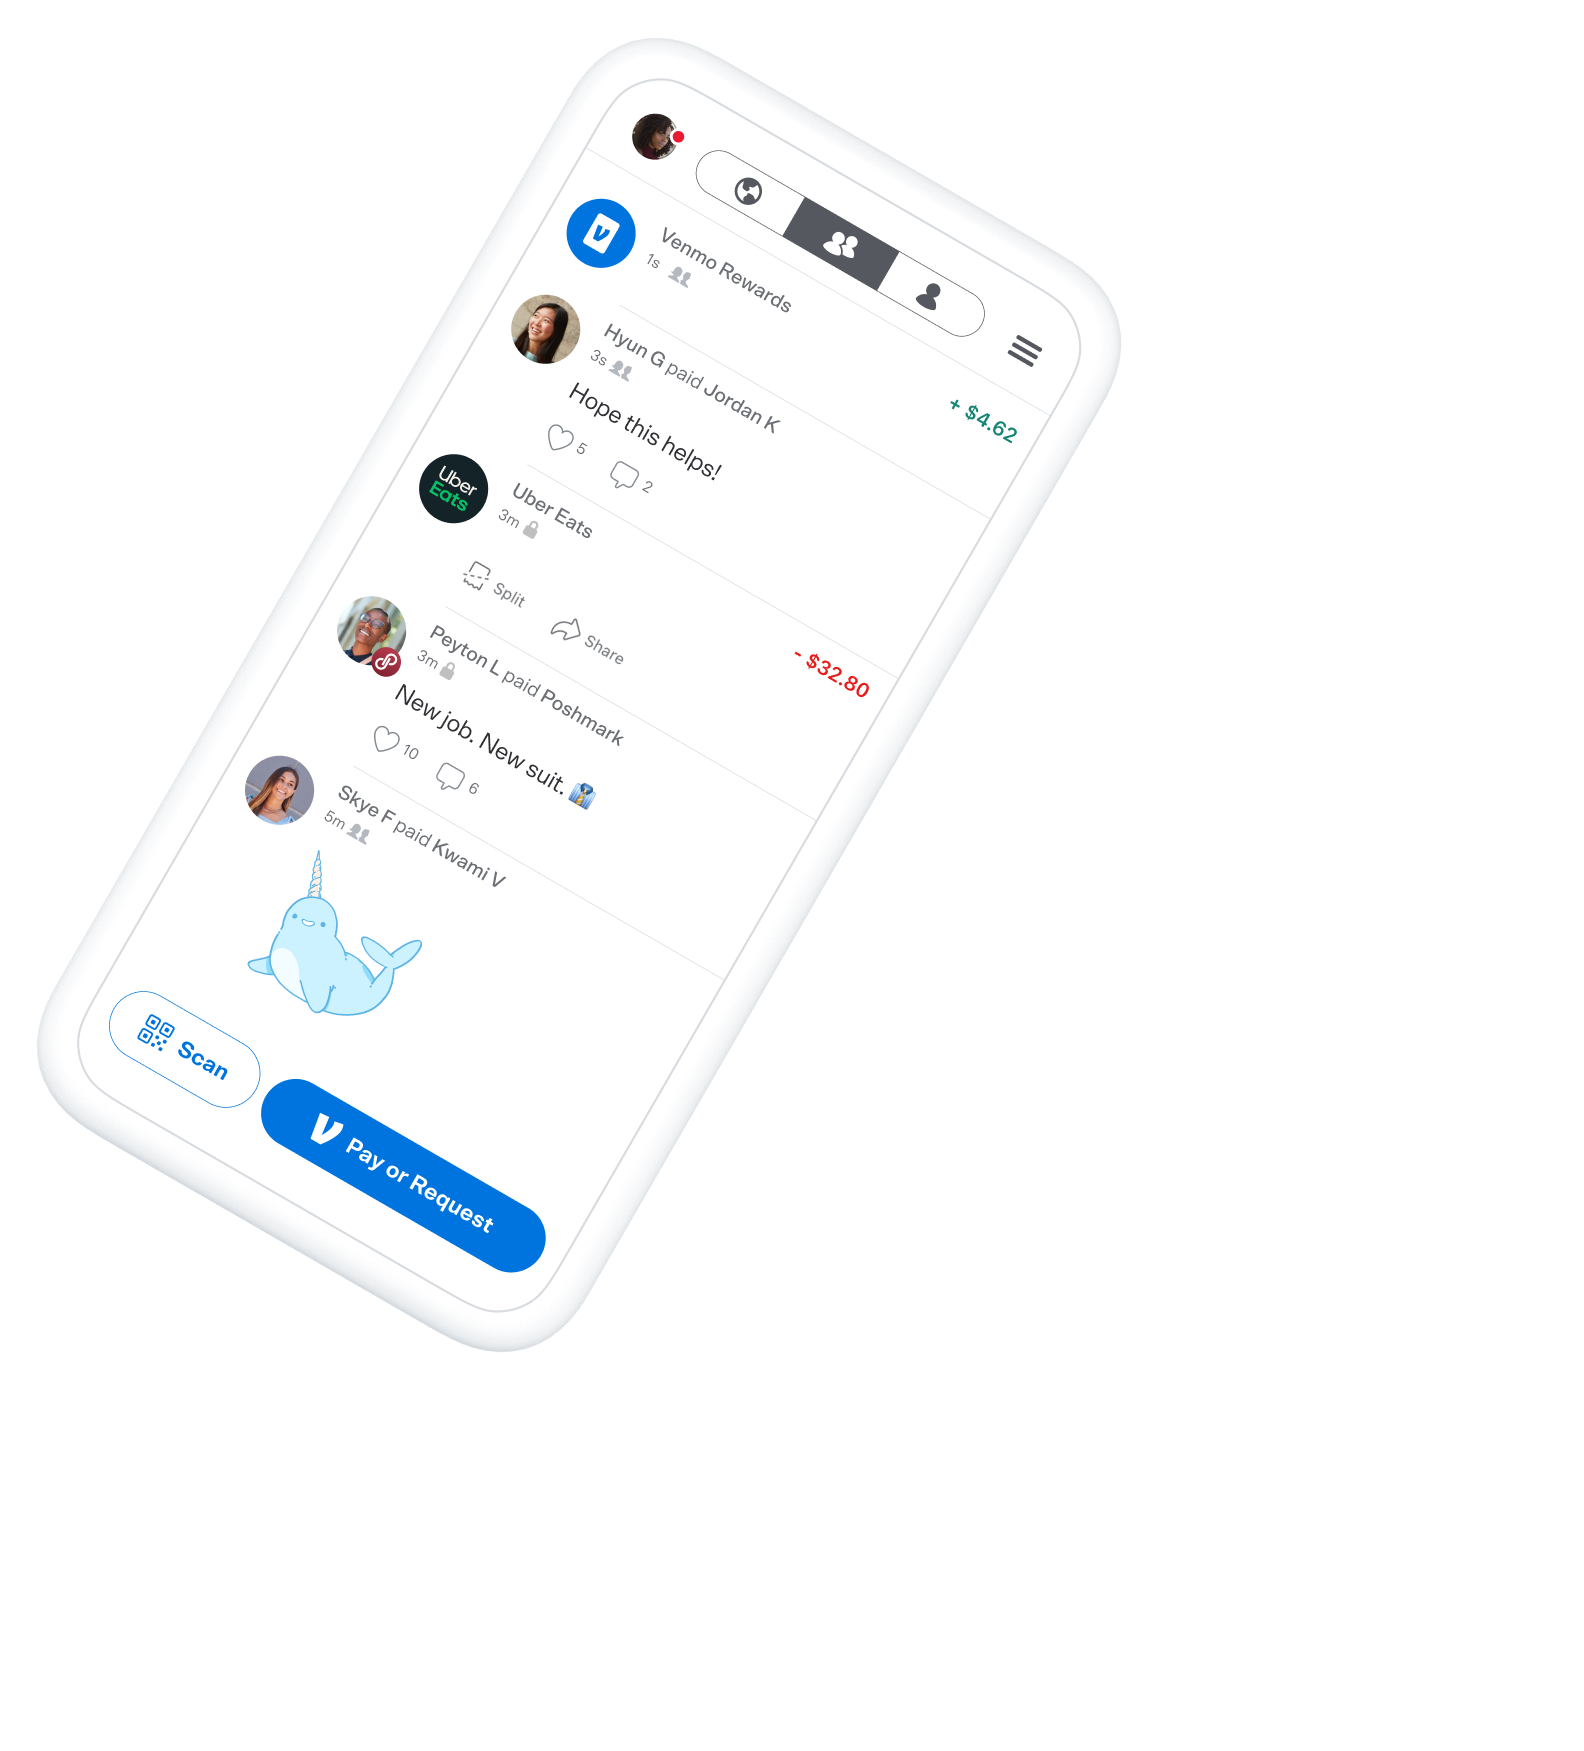 Venmo Rewards
1s
+ $4.62
Hyun G paid Jordan K
3s
Hope this helps!
5 2
Uber Eats
Uber Eats
3m
- $32.80
Split Share
Peyton L paid Poshmark
3m
New job. New suit. 👔
10 6
Skye F paid Kwami V
5m
Scan
Pay or Request